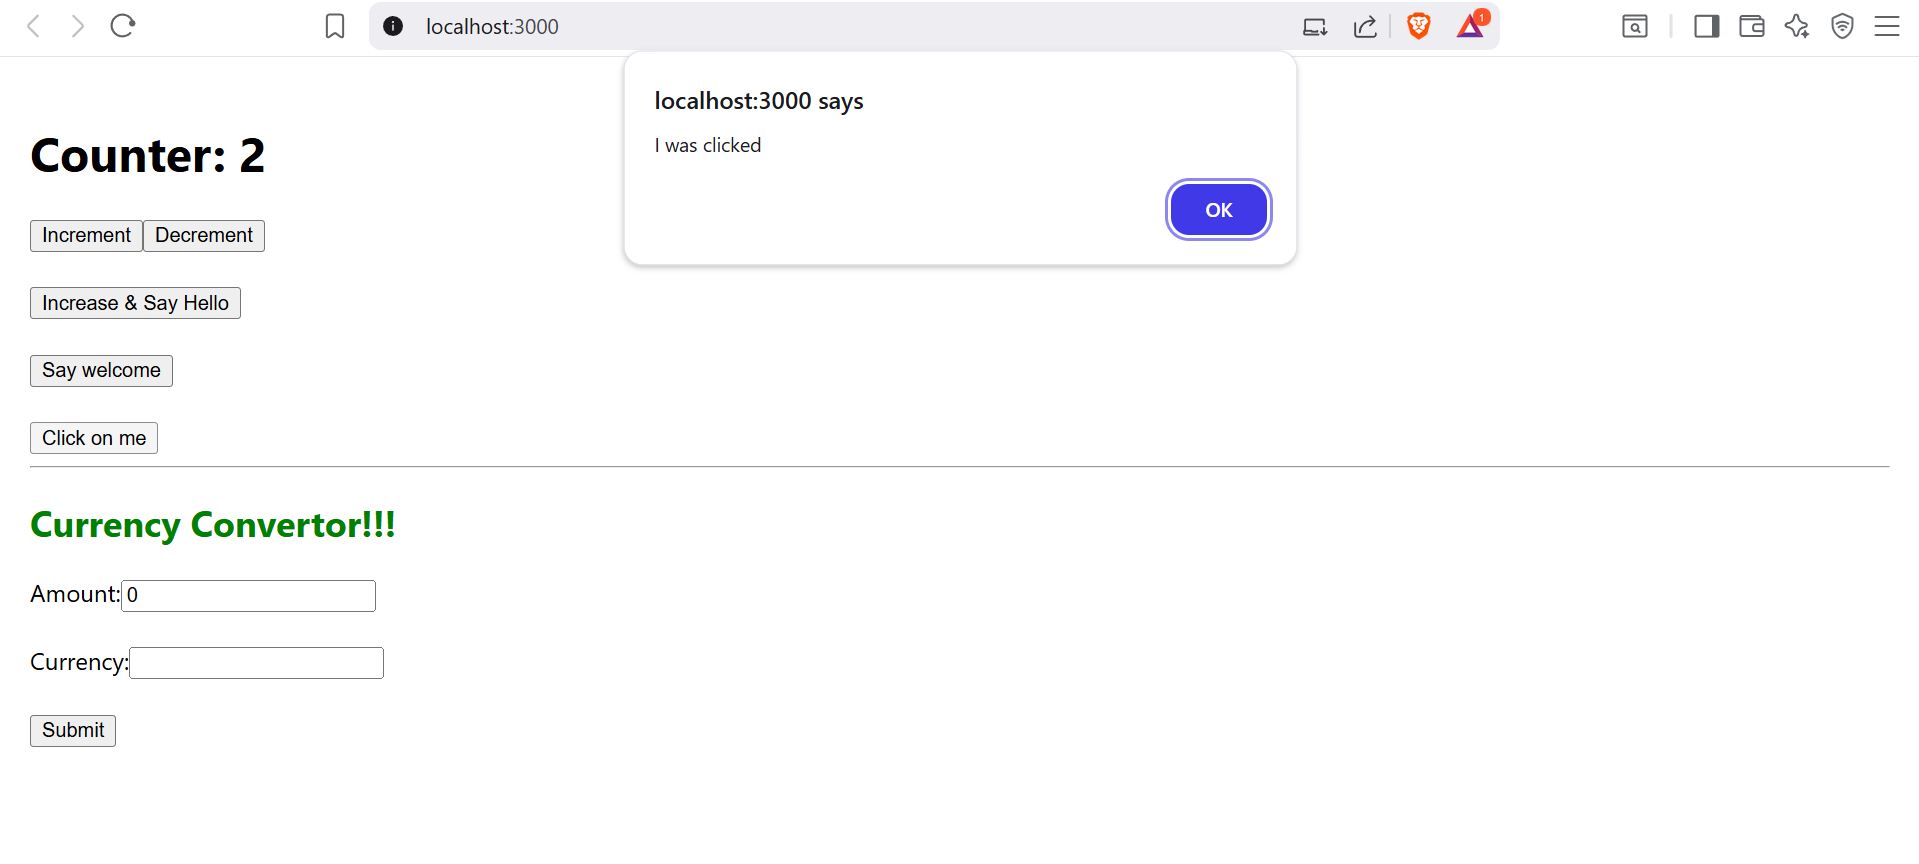 localhost:3000
1
localhost:3000 says
I was clicked
OK
Counter: 2
Increment Decrement
Increase & Say Hello
Say welcome
Click on me
Currency Convertor!!!
Amount: 0
Currency:
Submit